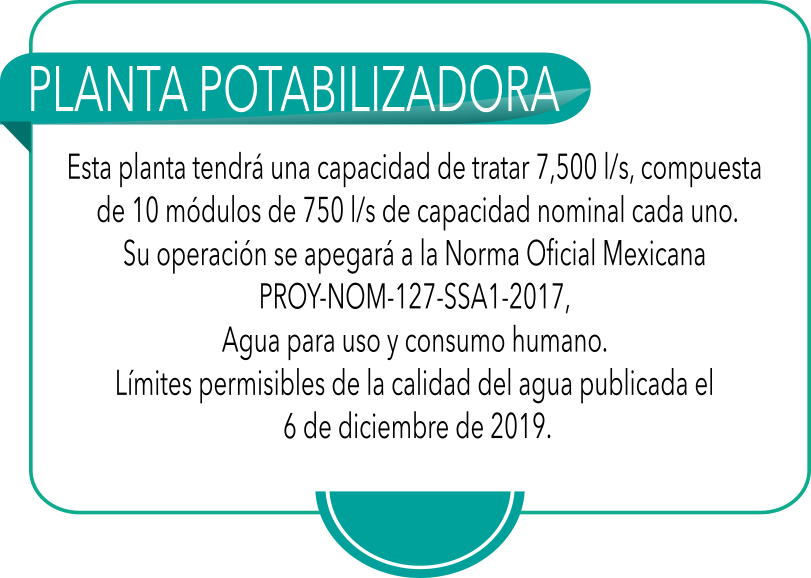 PLANTA POTABILIZADORA
Esta planta tendrá una capacidad de tratar 7,500 l/s, compuesta
de 10 módulos de 750 l/s de capacidad nominal cada uno.
Su operación se apegará a la Norma Oficial Mexicana
PROY-NOM-127-SSA1-2017,
Agua para uso y consumo humano.
Límites permisibles de la calidad del agua publicada el
6 de diciembre de 2019.